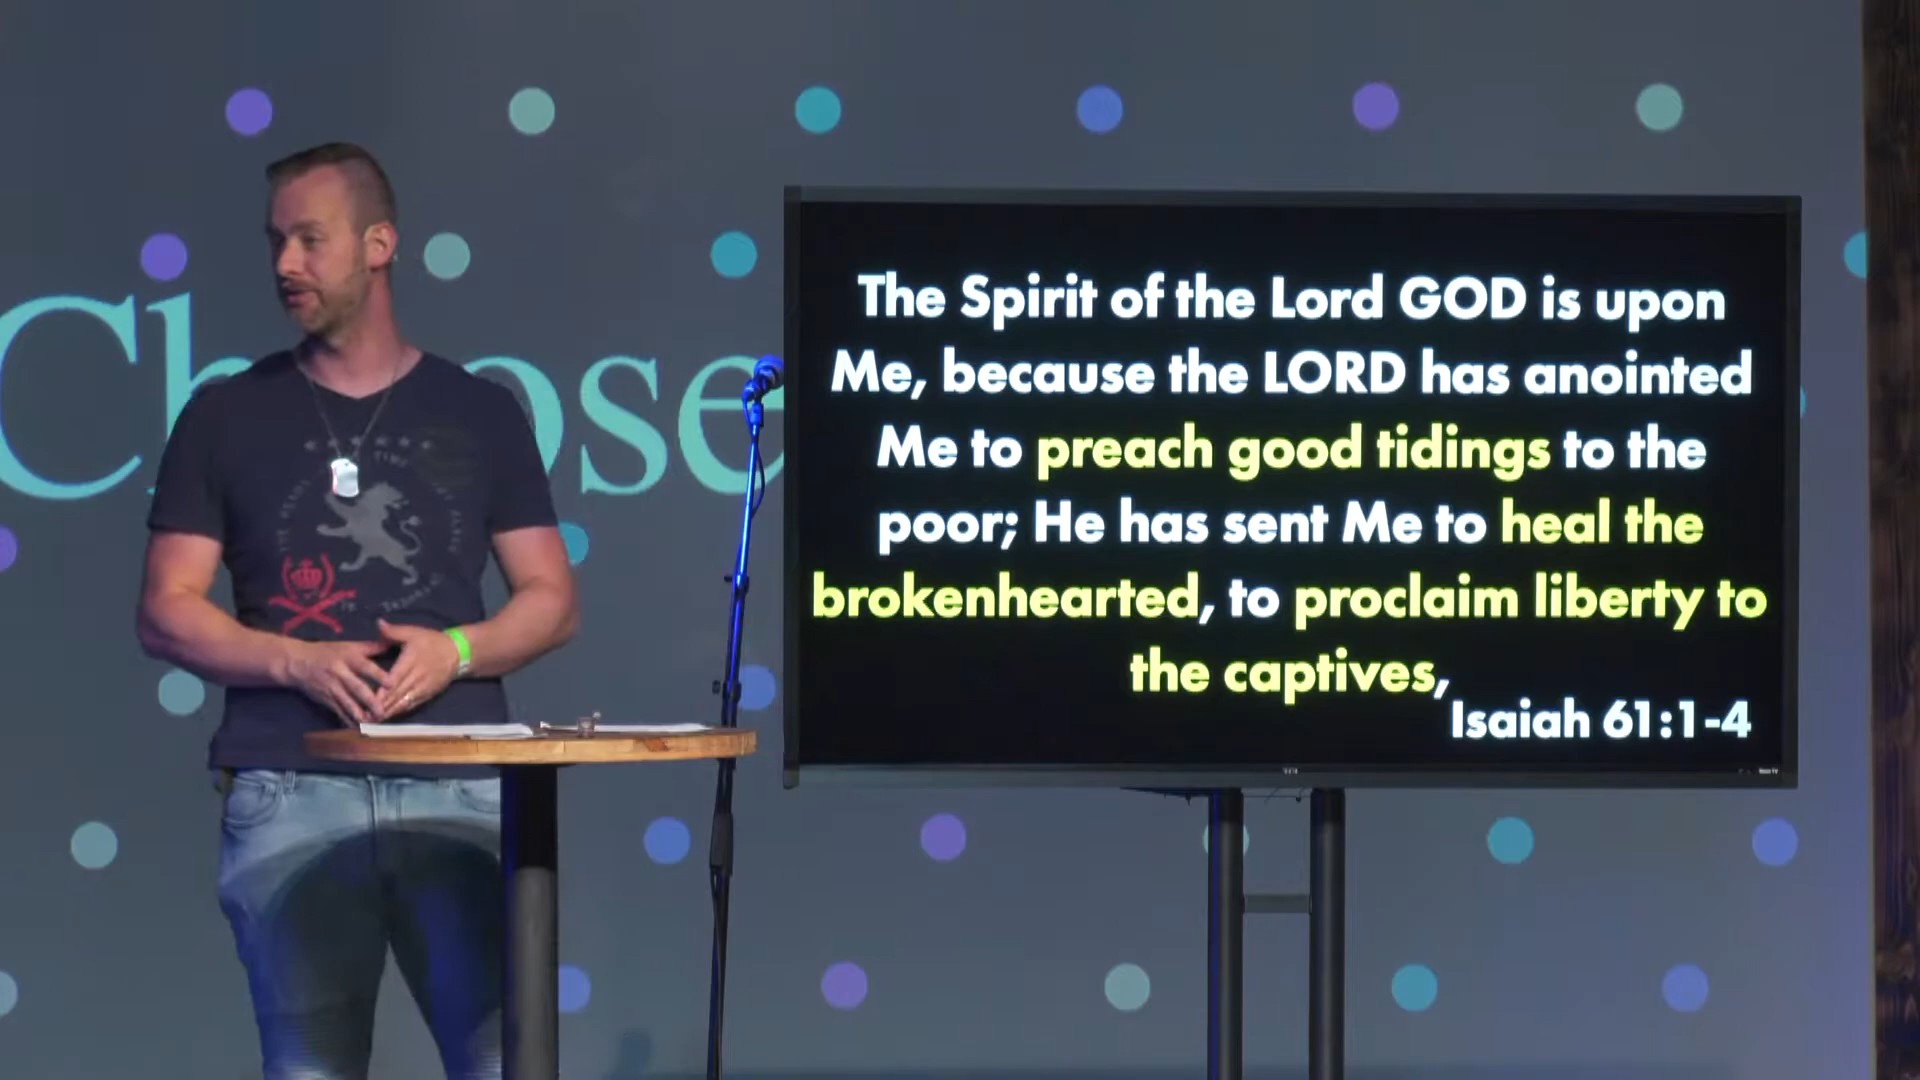 Choose
The Spirit of the Lord GOD is upon
Me, because the LORD has anointed
Me to preach good tidings to the
poor; He has sent Me to heal the
brokenhearted, to proclaim liberty to
the captives,
Isaiah 61:1-4